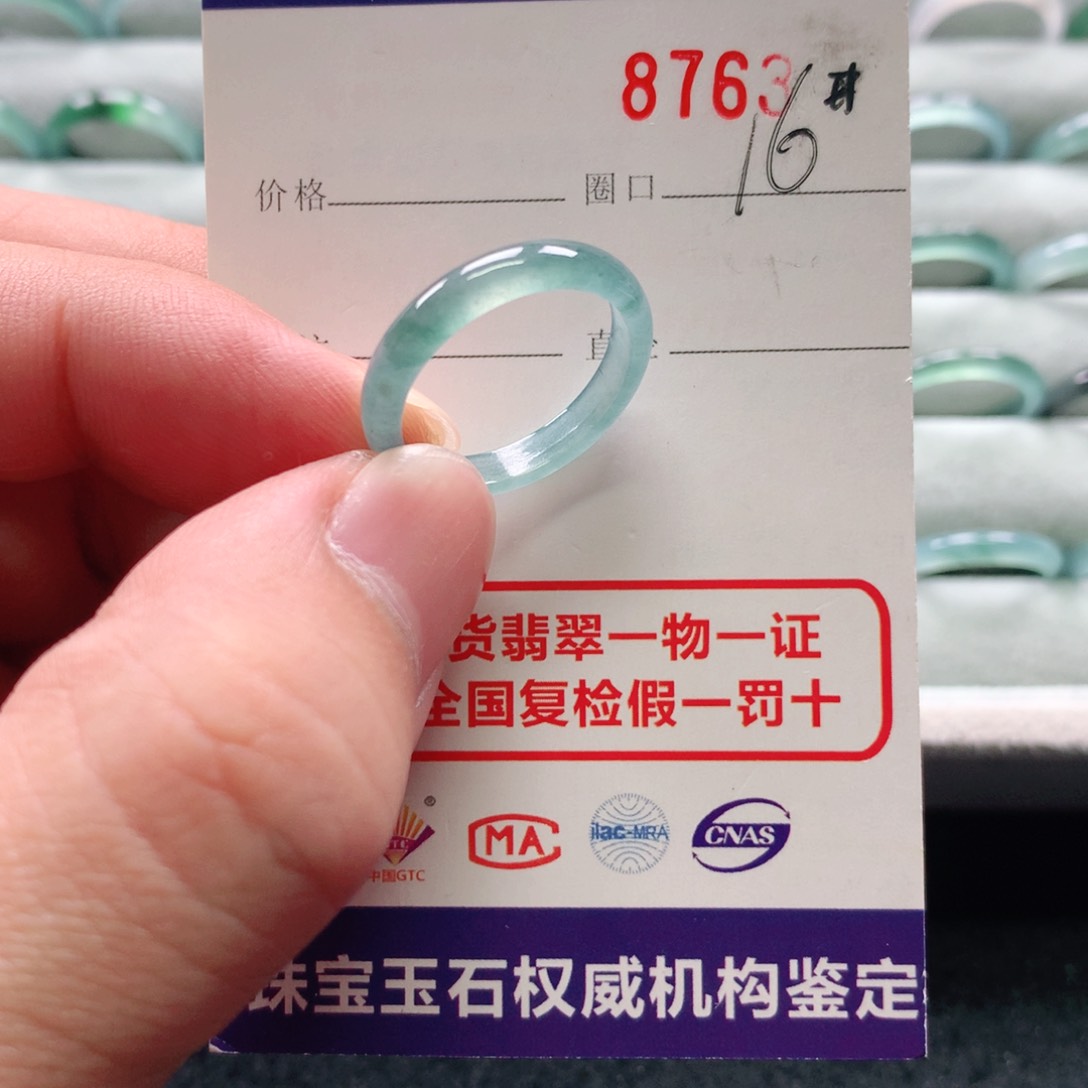 8763
16 #
价格 圈口
直
货翡翠一物一证
全国复检假一罚十
GTC ® MA ilac-MRA CNAS
中国GTC
珠宝玉石权威机构鉴定